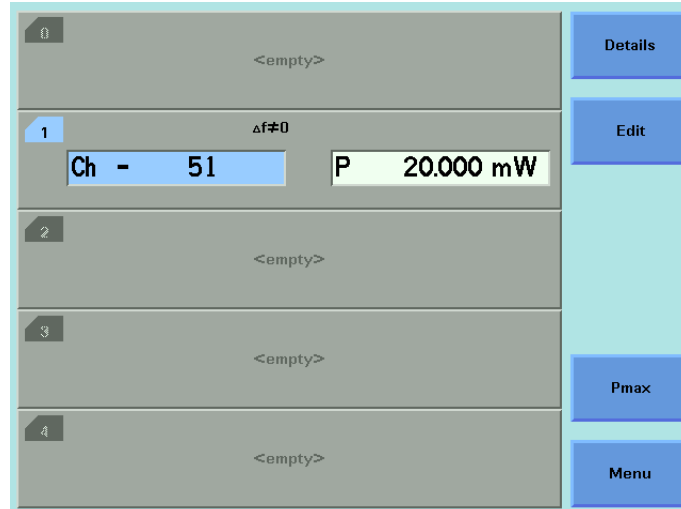 0
<empty>
Details
1
Δf≠0
Ch - 51
P 20.000 mW
Edit
2
<empty>
3
<empty>
Pmax
4
<empty>
Menu